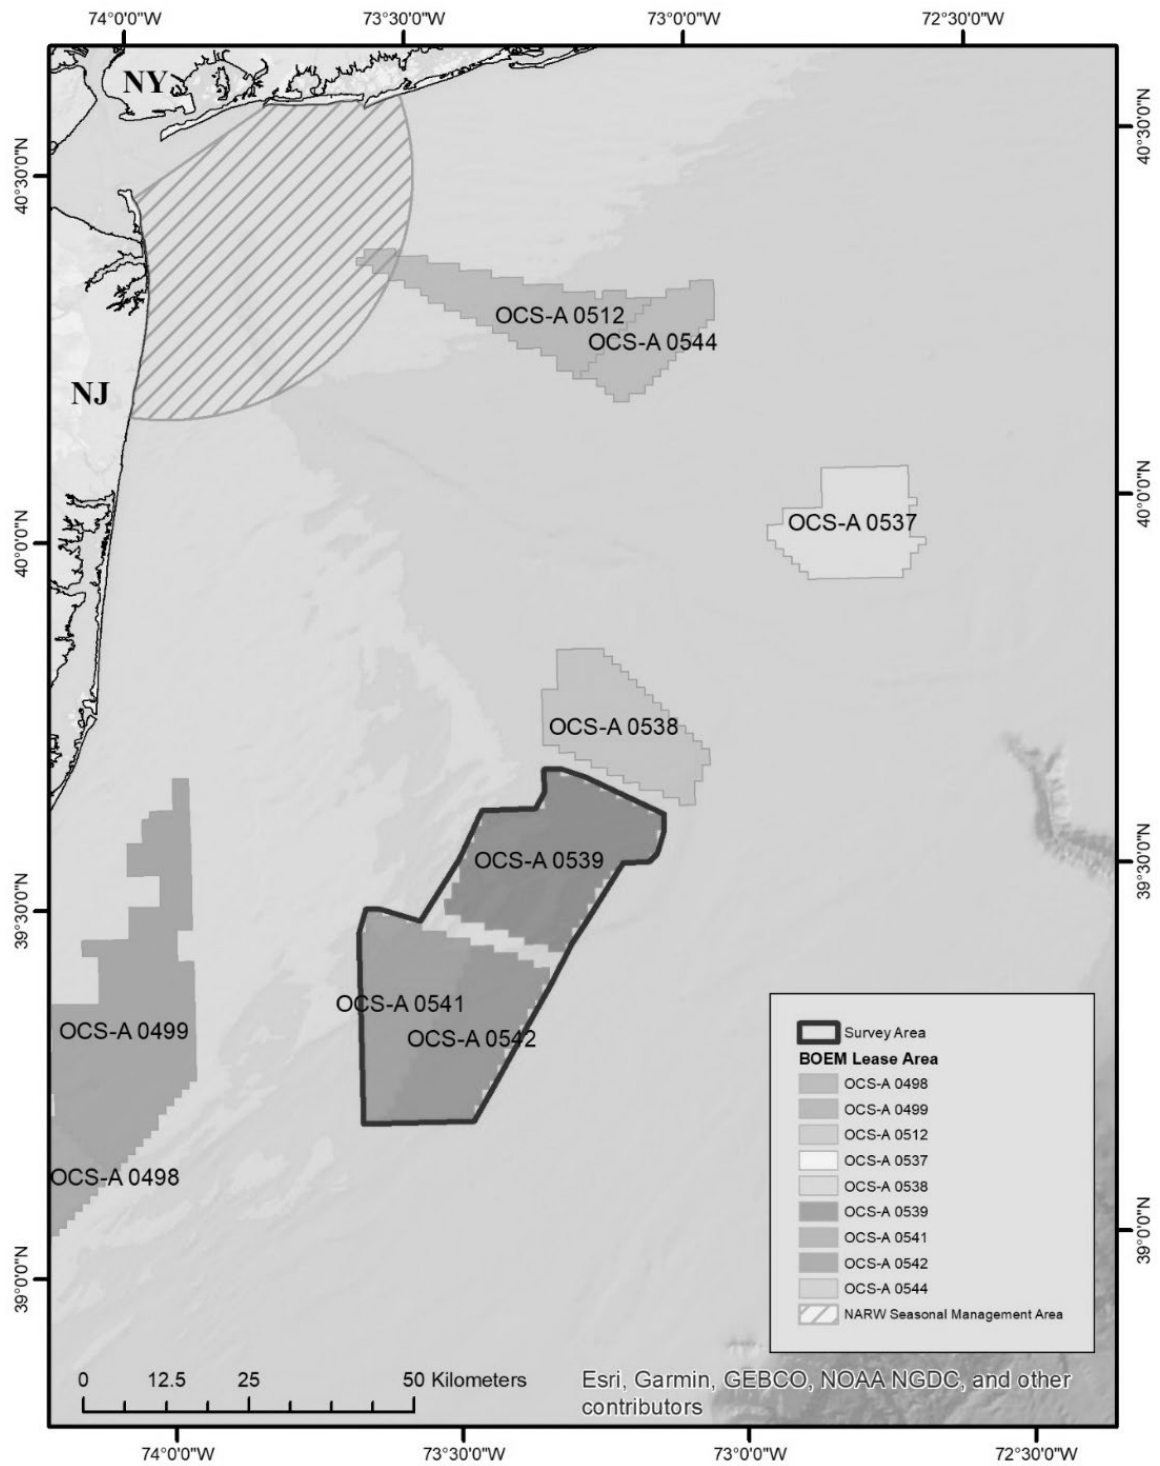 74°0'0"W 73°30'0"W 73°0'0"W 72°30'0"W
NY
40°30'0"N
40°30'0"N
OCS-A 0512
OCS-A 0544
NJ
40°0'0"N
OCS-A 0537
40°0'0"N
OCS-A 0538
OCS-A 0539
39°30'0"N
39°30'0"N
OCS-A 0541
OCS-A 0499
OCS-A 0542
OCS-A 0498
39°0'0"N
39°0'0"N
Survey Area
BOEM Lease Area
OCS-A 0498
OCS-A 0499
OCS-A 0512
OCS-A 0537
OCS-A 0538
OCS-A 0539
OCS-A 0541
OCS-A 0542
OCS-A 0544
NARW Seasonal Management Area
0 12.5 25 50 Kilometers
Esri, Garmin, GEBCO, NOAA NGDC, and other
contributors
74°0'0"W 73°30'0"W 73°0'0"W 72°30'0"W